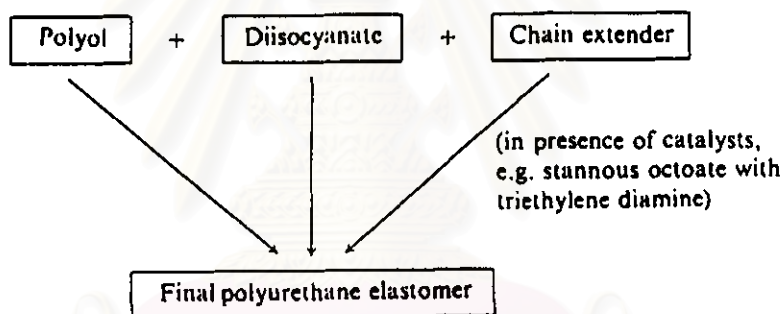 Polyol + Diisocyanate + Chain extender
(in presence of catalysts,
e.g. stannous octoate with
triethylene diamine)
Final polyurethane elastomer